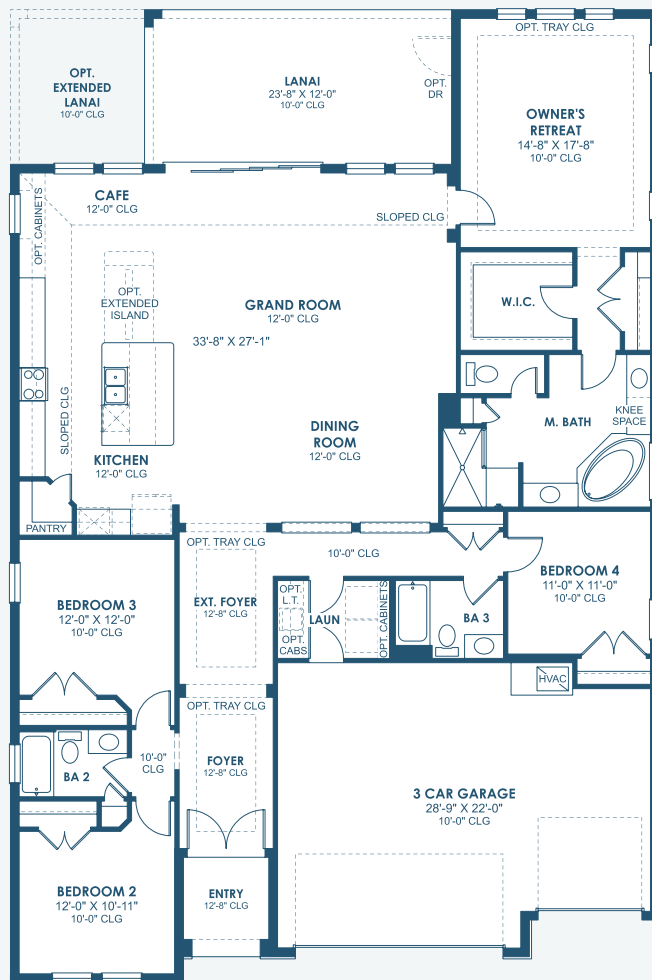 OPT. TRAY CLG
OPT.
EXTENDED
LANAI
10'-0" CLG
LANAI
23'-8" X 12'-0"
10'-0" CLG
OPT.
DR
OWNER'S
RETREAT
14'-8" X 17'-8"
10'-0" CLG
CAFE
12'-0" CLG
SLOPED CLG
OPT. CABINETS
OPT.
EXTENDED
ISLAND
GRAND ROOM
12'-0" CLG
33'-8" X 27'-1"
W.I.C.
SLOPED CLG
KNEE
SPACE
M. BATH
DINING
ROOM
12'-0" CLG
KITCHEN
12'-0" CLG
PANTRY
OPT. TRAY CLG
10'-0" CLG
BEDROOM 4
11'-0" X 11'-0"
10'-0" CLG
BEDROOM 3
12'-0" X 12'-0"
10'-0" CLG
EXT. FOYER
12'-8" CLG
OPT.
L.T.
LAUN
OPT.
CABS
OPT. CABINETS
BA 3
HVAC
OPT. TRAY CLG
10'-0"
CLG
FOYER
12'-8" CLG
BA 2
3 CAR GARAGE
28'-9" X 22'-0"
10'-0" CLG
BEDROOM 2
12'-0" X 10'-11"
10'-0" CLG
ENTRY
12'-8" CLG